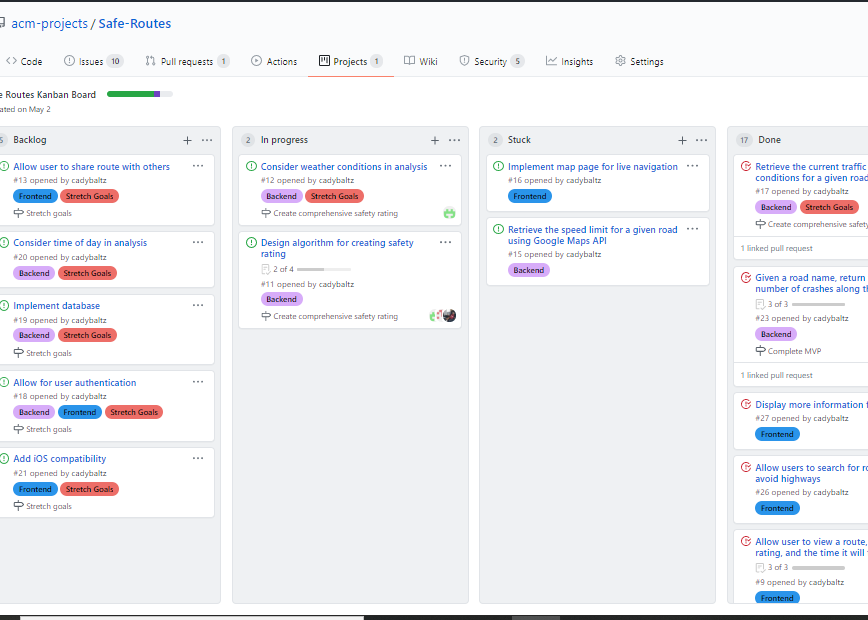 acm-projects / Safe-Routes
Code
Issues 10
Pull requests 1
Actions
Projects 1
Wiki
Security 5
Insights
Settings
e Routes Kanban Board
ated on May 2
5 Backlog
Allow user to share route with others
#13 opened by cadybaltz
Frontend Stretch Goals
Stretch goals
Consider time of day in analysis
#20 opened by cadybaltz
Backend Stretch Goals
Implement database
#19 opened by cadybaltz
Backend Stretch Goals
Stretch goals
Allow for user authentication
#18 opened by cadybaltz
Backend Frontend Stretch Goals
Stretch goals
Add iOS compatibility
#21 opened by cadybaltz
Frontend Stretch Goals
Stretch goals
2 In progress
Consider weather conditions in analysis
#12 opened by cadybaltz
Backend Stretch Goals
Create comprehensive safety rating
Design algorithm for creating safety
rating
2 of 4
#11 opened by cadybaltz
Backend
Create comprehensive safety rating
2 Stuck
Implement map page for live navigation
#16 opened by cadybaltz
Frontend
Retrieve the speed limit for a given road
using Google Maps API
#15 opened by cadybaltz
Backend
17 Done
Retrieve the current traffic
conditions for a given road
#17 opened by cadybaltz
Backend Stretch Goals
Create comprehensive safety
1 linked pull request
Given a road name, return
number of crashes along th
3 of 3
#23 opened by cadybaltz
Backend
Complete MVP
1 linked pull request
Display more information f
#27 opened by cadybaltz
Frontend
Allow users to search for ro
avoid highways
#26 opened by cadybaltz
Frontend
Allow user to view a route,
rating, and the time it will
3 of 3
#9 opened by cadybaltz
Frontend